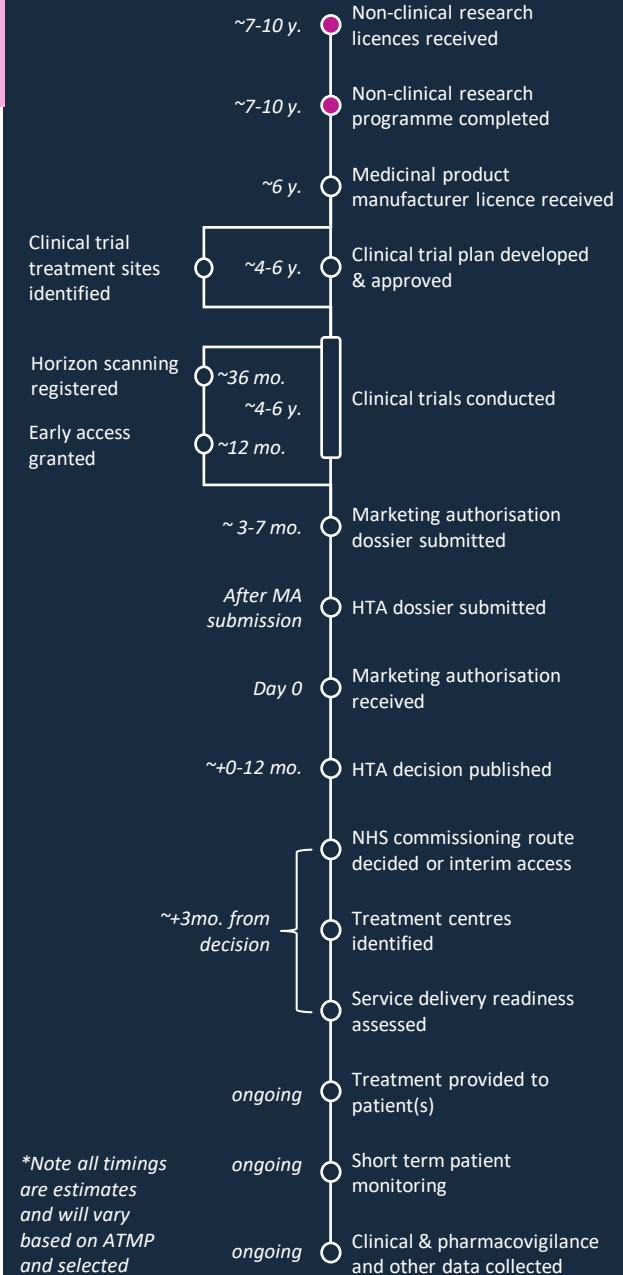 ~7-10 y.
Non-clinical research
licences received
~7-10 y.
Non-clinical research
programme completed
~6 y.
Medicinal product
manufacturer licence received
Clinical trial
treatment sites
identified
~4-6 y.
Clinical trial plan developed
& approved
Horizon scanning
registered
~36 mo.
~4-6 y.
Clinical trials conducted
Early access
granted
~12 mo.
~ 3-7 mo.
Marketing authorisation
dossier submitted
After MA
submission
HTA dossier submitted
Day 0
Marketing authorisation
received
~+0-12 mo.
HTA decision published
NHS commissioning route
decided or interim access
~+3mo. from
decision
Treatment centres
identified
Service delivery readiness
assessed
ongoing
Treatment provided to
patient(s)
ongoing
Short term patient
monitoring
ongoing
Clinical & pharmacovigilance
and other data collected
*Note all timings
are estimates
and will vary
based on ATMP
and selected